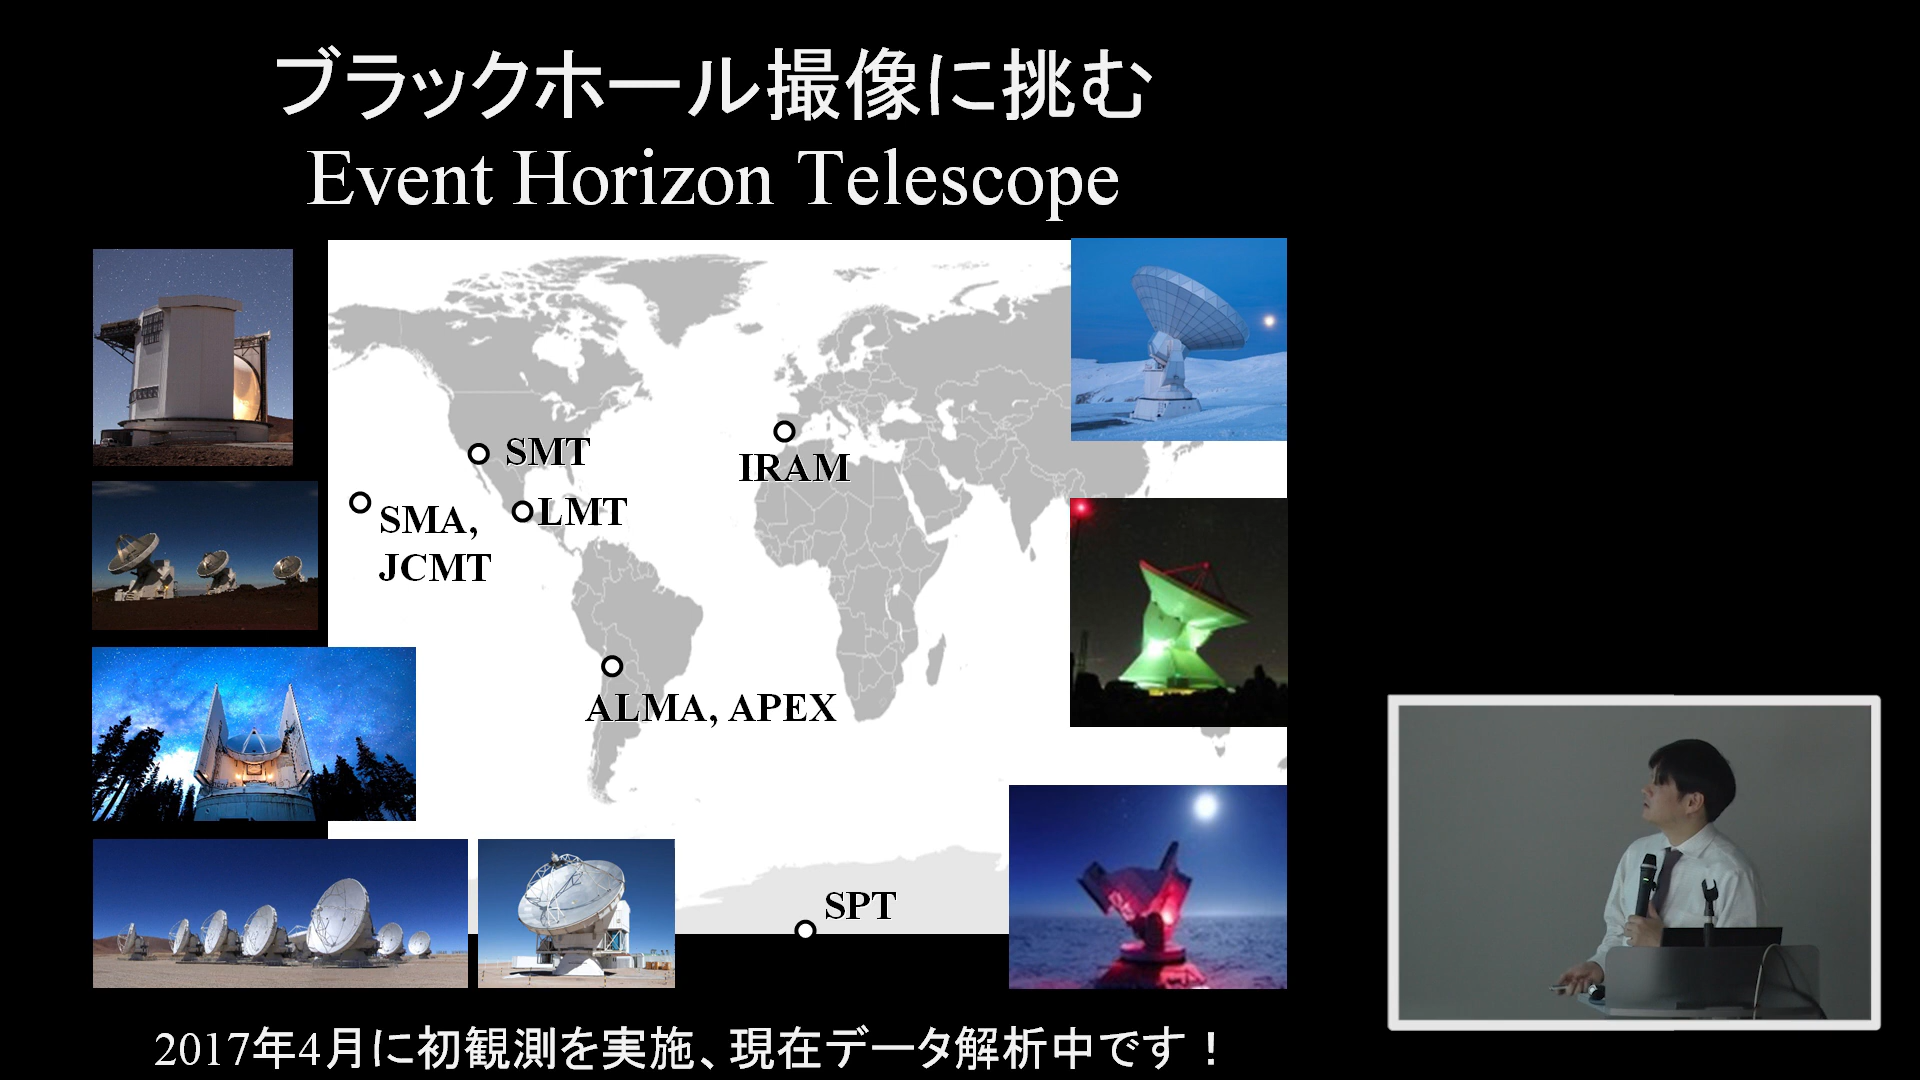 ブラックホール撮像に挑む
Event Horizon Telescope
SMT
IRAM
LMT
SMA,
JCMT
ALMA, APEX
SPT
2017年4月に初観測を実施、現在データ解析中です！